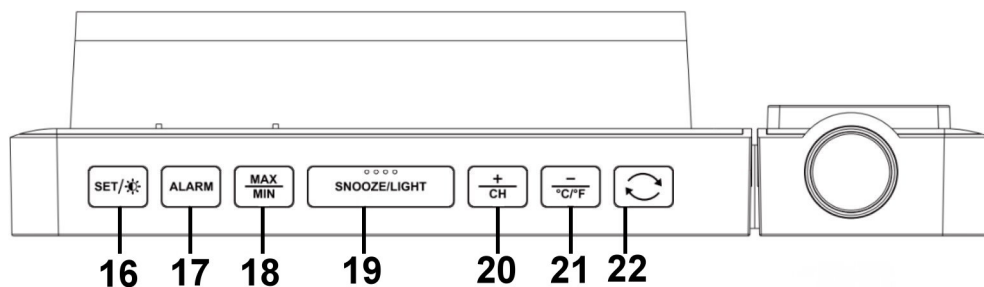 SET/
ALARM
MAX
MIN
SNOOZE/LIGHT
+
CH
−
°C/°F
16 17 18 19 20 21 22